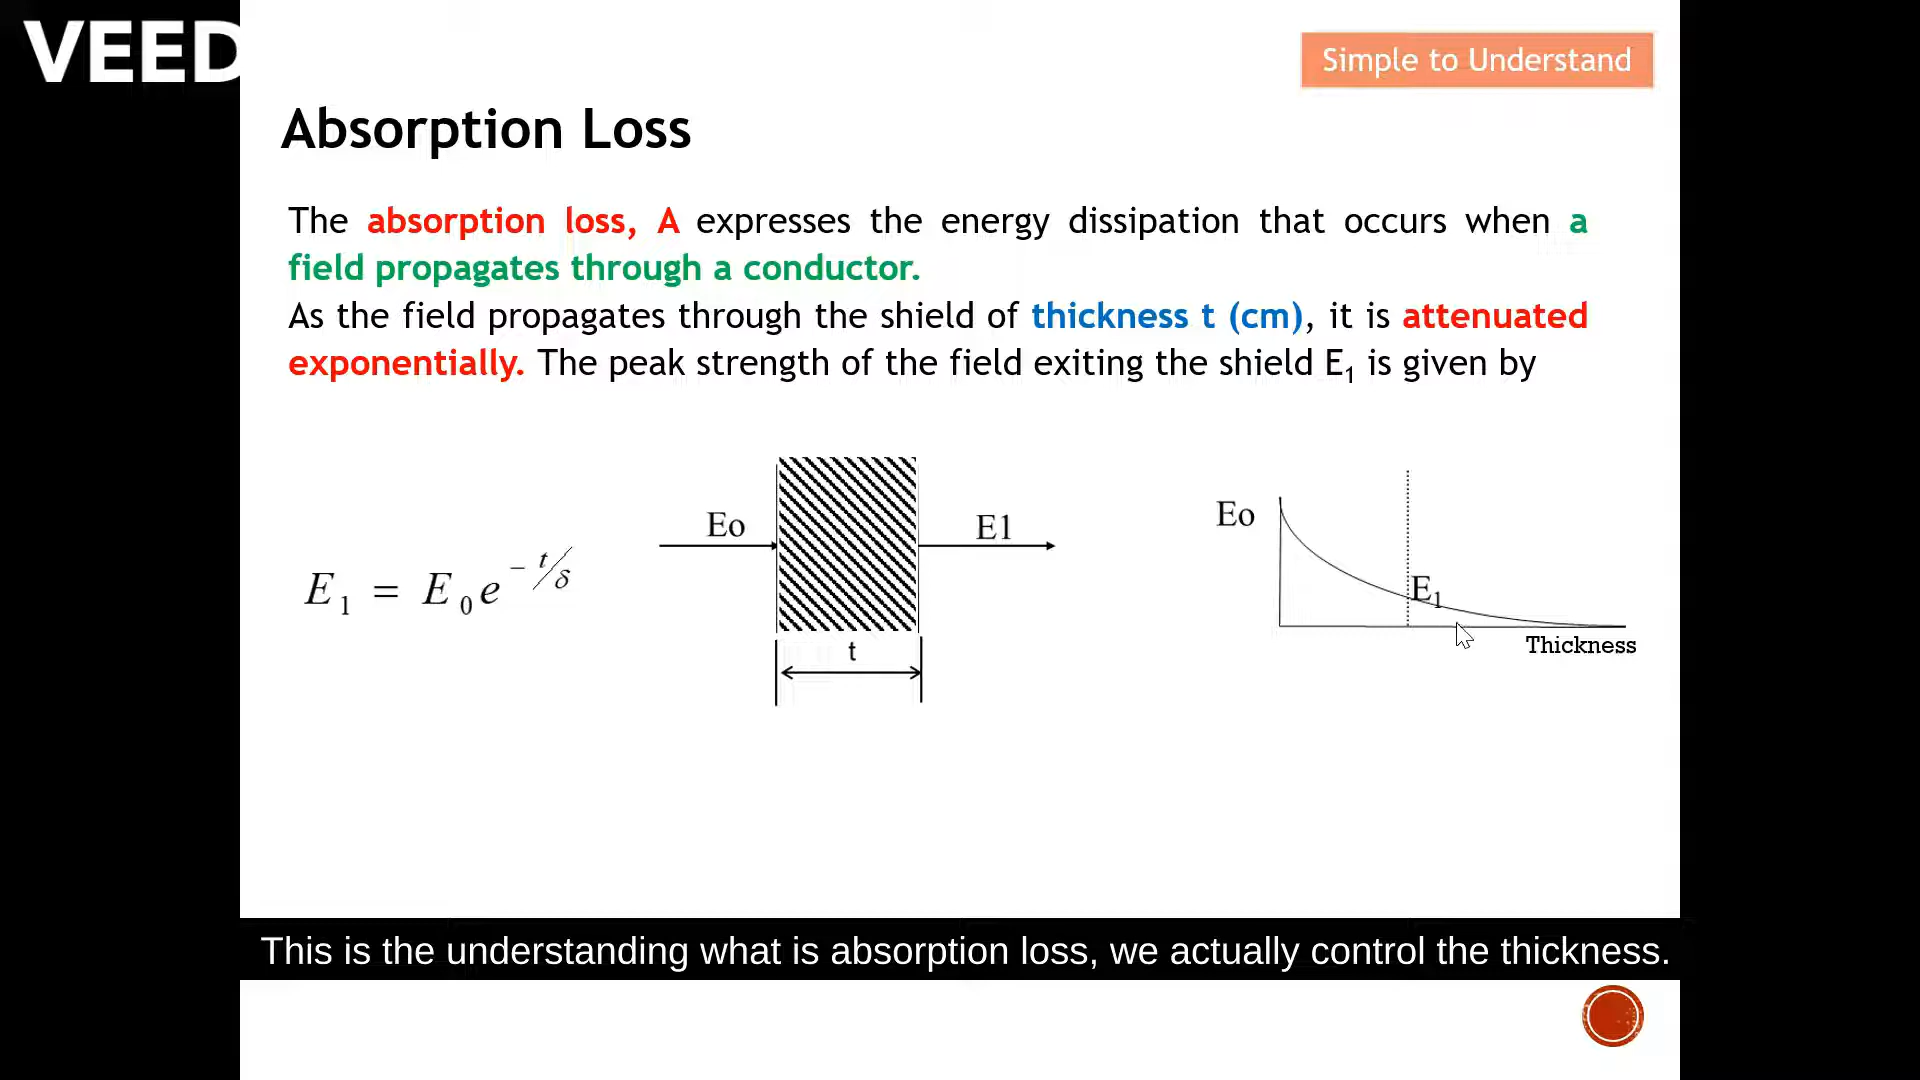 VEED
Simple to Understand
Absorption Loss
The absorption loss, A expresses the energy dissipation that occurs when a
field propagates through a conductor.
As the field propagates through the shield of thickness t (cm), it is attenuated
exponentially. The peak strength of the field exiting the shield E₁ is given by
E₁ = E₀e^(-t/δ)
Eo
E1
t
Eo
E₁
Thickness
This is the understanding what is absorption loss, we actually control the thickness.